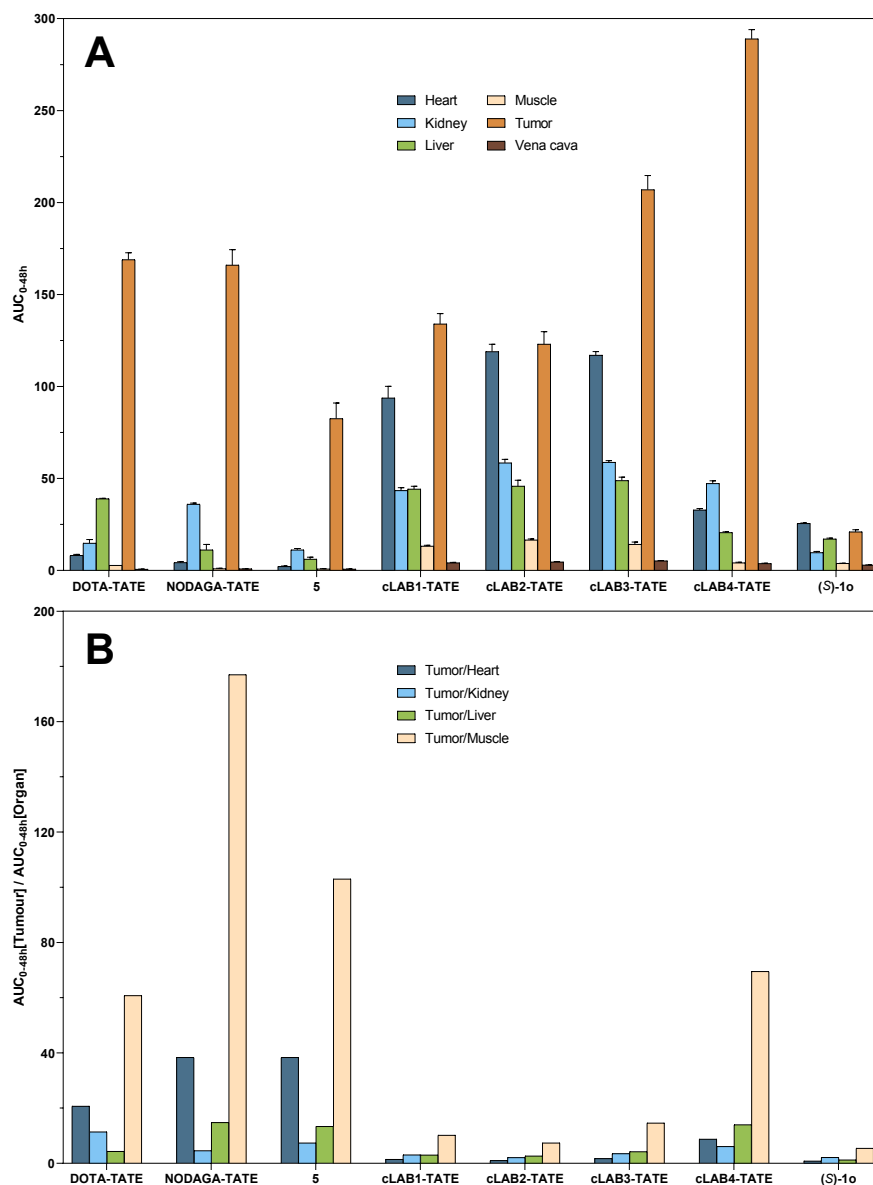 A
300
250
200
150
100
50
0
AUC0-48h
Heart
Kidney
Liver
Muscle
Tumor
Vena cava
DOTA-TATE NODAGA-TATE 5 cLAB1-TATE cLAB2-TATE cLAB3-TATE cLAB4-TATE (S)-1o
B
200
160
120
80
40
0
AUC0-48h[Tumour] / AUC0-48h[Organ]
Tumor/Heart
Tumor/Kidney
Tumor/Liver
Tumor/Muscle
DOTA-TATE NODAGA-TATE 5 cLAB1-TATE cLAB2-TATE cLAB3-TATE cLAB4-TATE (S)-1o